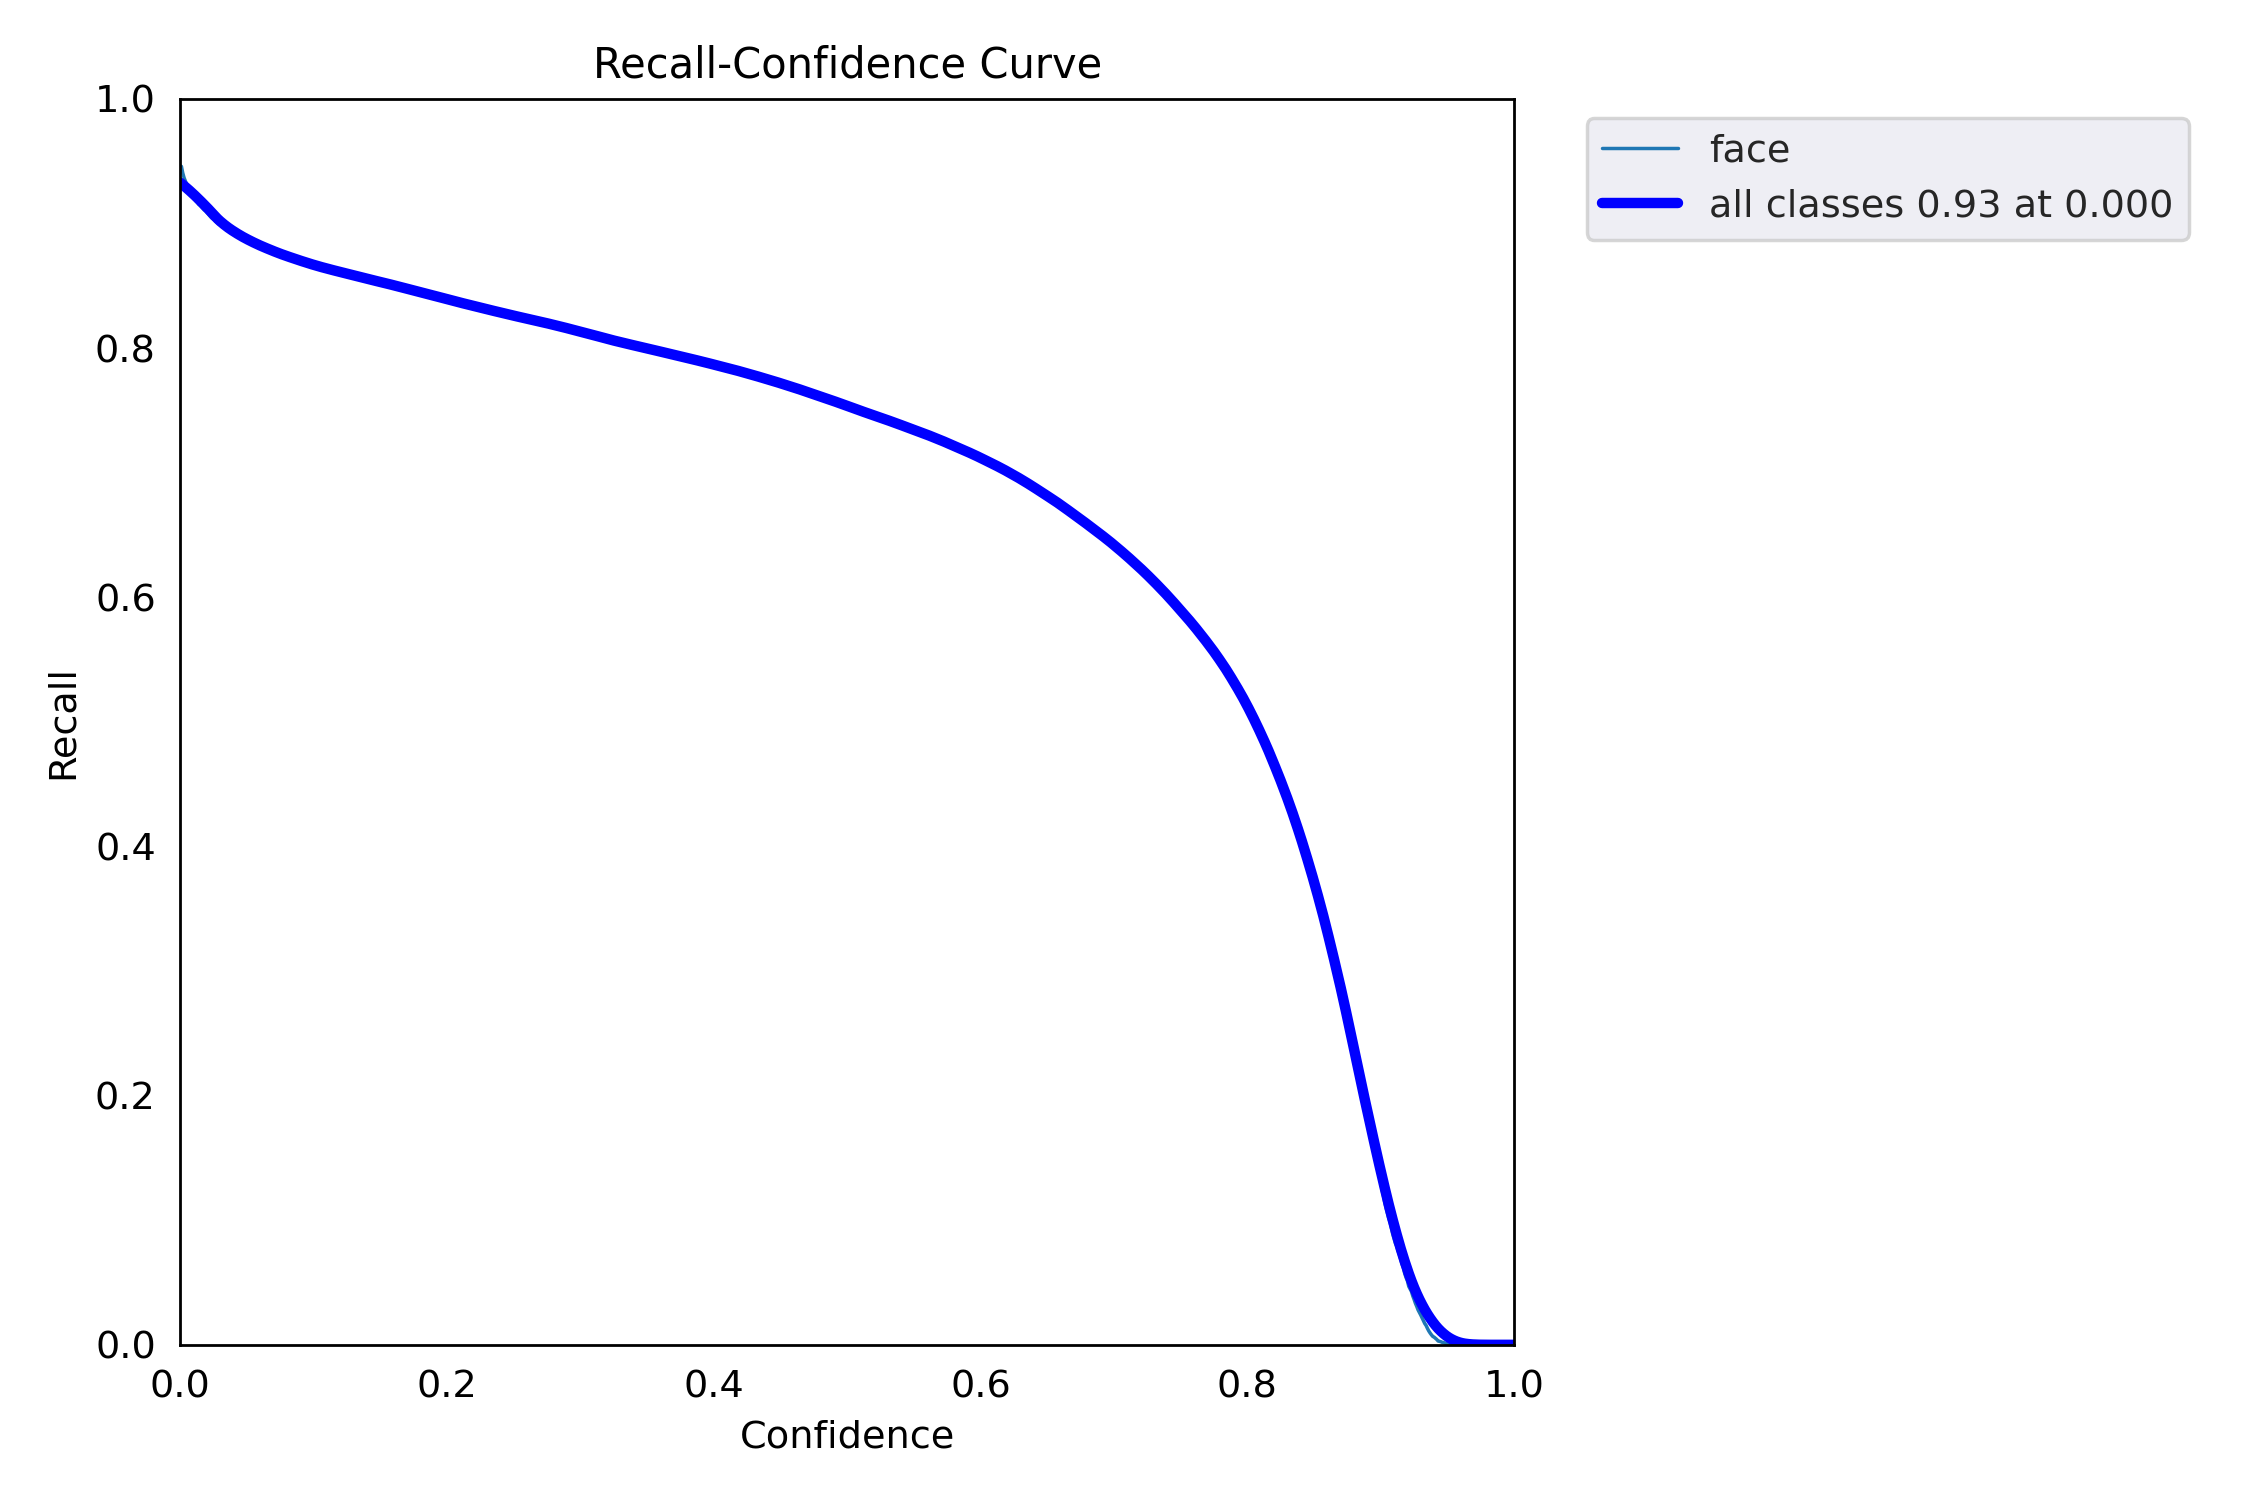 Recall-Confidence Curve
1.0
0.8
0.6
0.4
0.2
0.0
Recall
0.0 0.2 0.4 0.6 0.8 1.0
Confidence
face
all classes 0.93 at 0.000